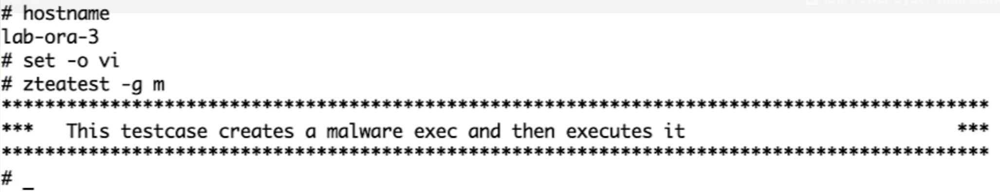 # hostname
lab-ora-3
# set -o vi
# zteatest -g m
********************************************************************************************
***   This testcase creates a malware exec and then executes it                         ***
********************************************************************************************
# _